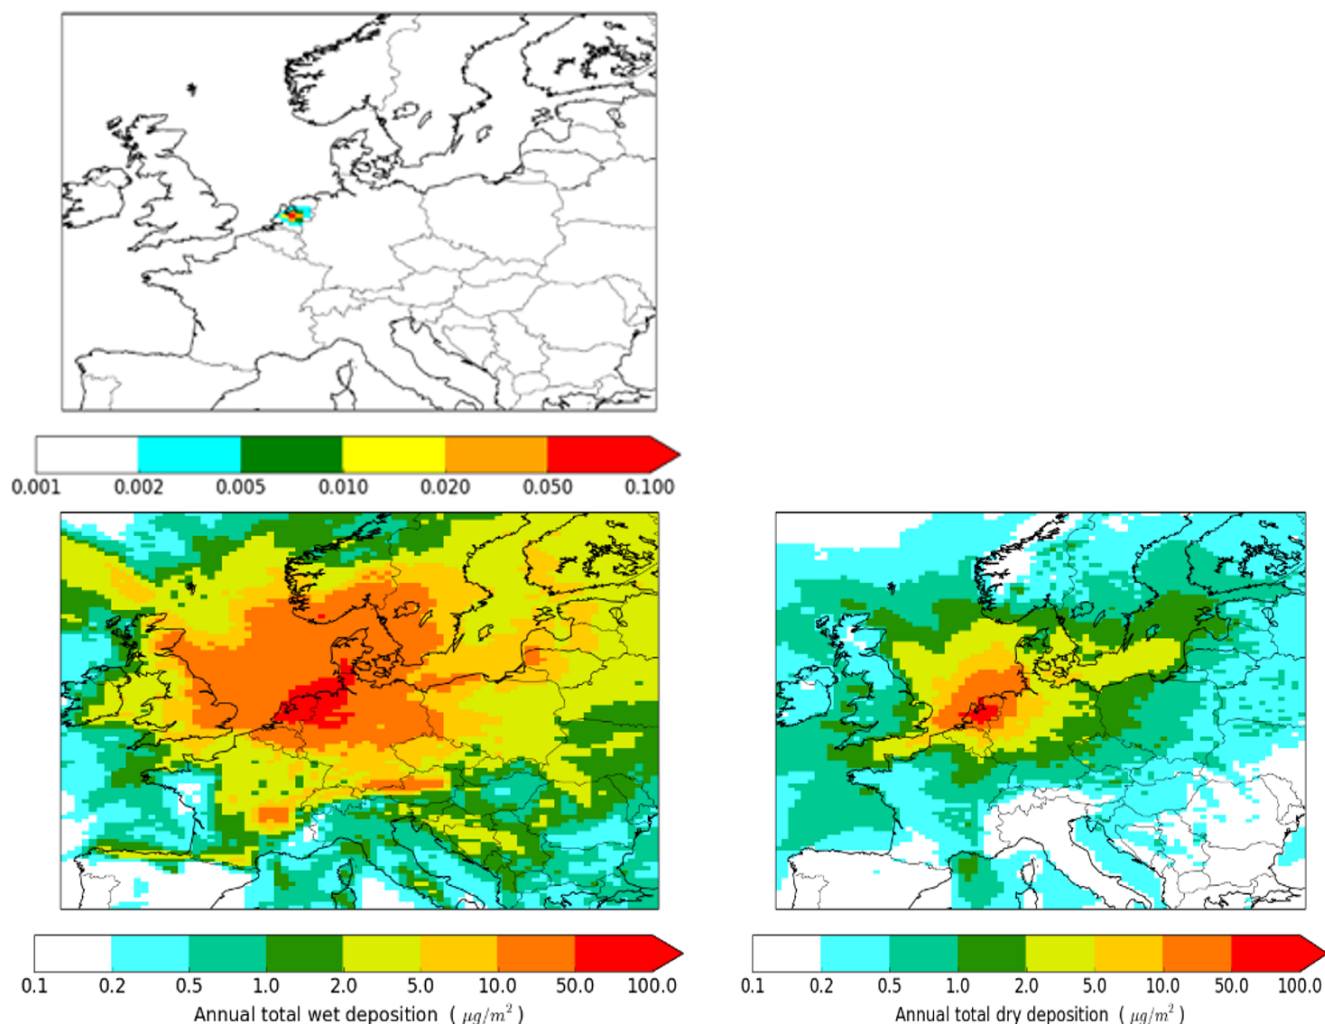 0.001 0.002 0.005 0.010 0.020 0.050 0.100
0.1 0.2 0.5 1.0 2.0 5.0 10.0 50.0 100.0
Annual total wet deposition ( μg/m² )
0.1 0.2 0.5 1.0 2.0 5.0 10.0 50.0 100.0
Annual total dry deposition ( μg/m² )